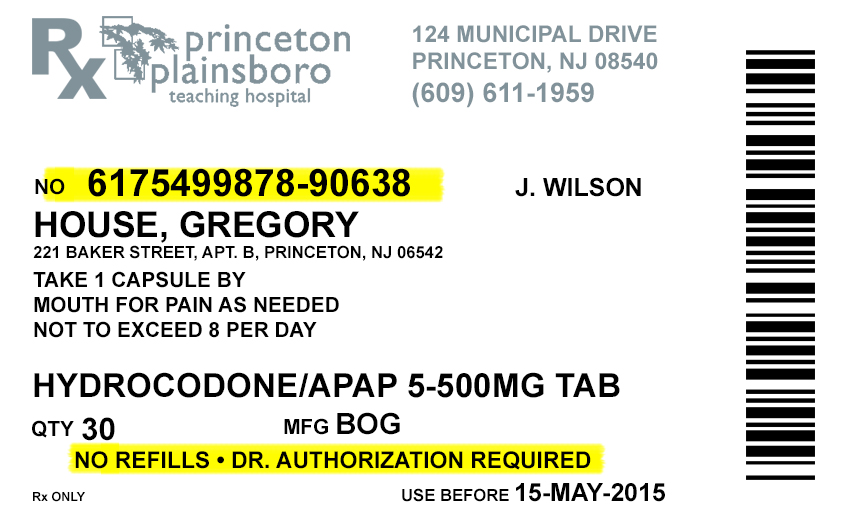 Rx princeton
plainsboro
teaching hospital
124 MUNICIPAL DRIVE
PRINCETON, NJ 08540
(609) 611-1959
NO 6175499878-90638 J. WILSON
HOUSE, GREGORY
221 BAKER STREET, APT. B, PRINCETON, NJ 06542
TAKE 1 CAPSULE BY
MOUTH FOR PAIN AS NEEDED
NOT TO EXCEED 8 PER DAY
HYDROCODONE/APAP 5-500MG TAB
QTY 30 MFG BOG
NO REFILLS • DR. AUTHORIZATION REQUIRED
Rx ONLY USE BEFORE 15-MAY-2015